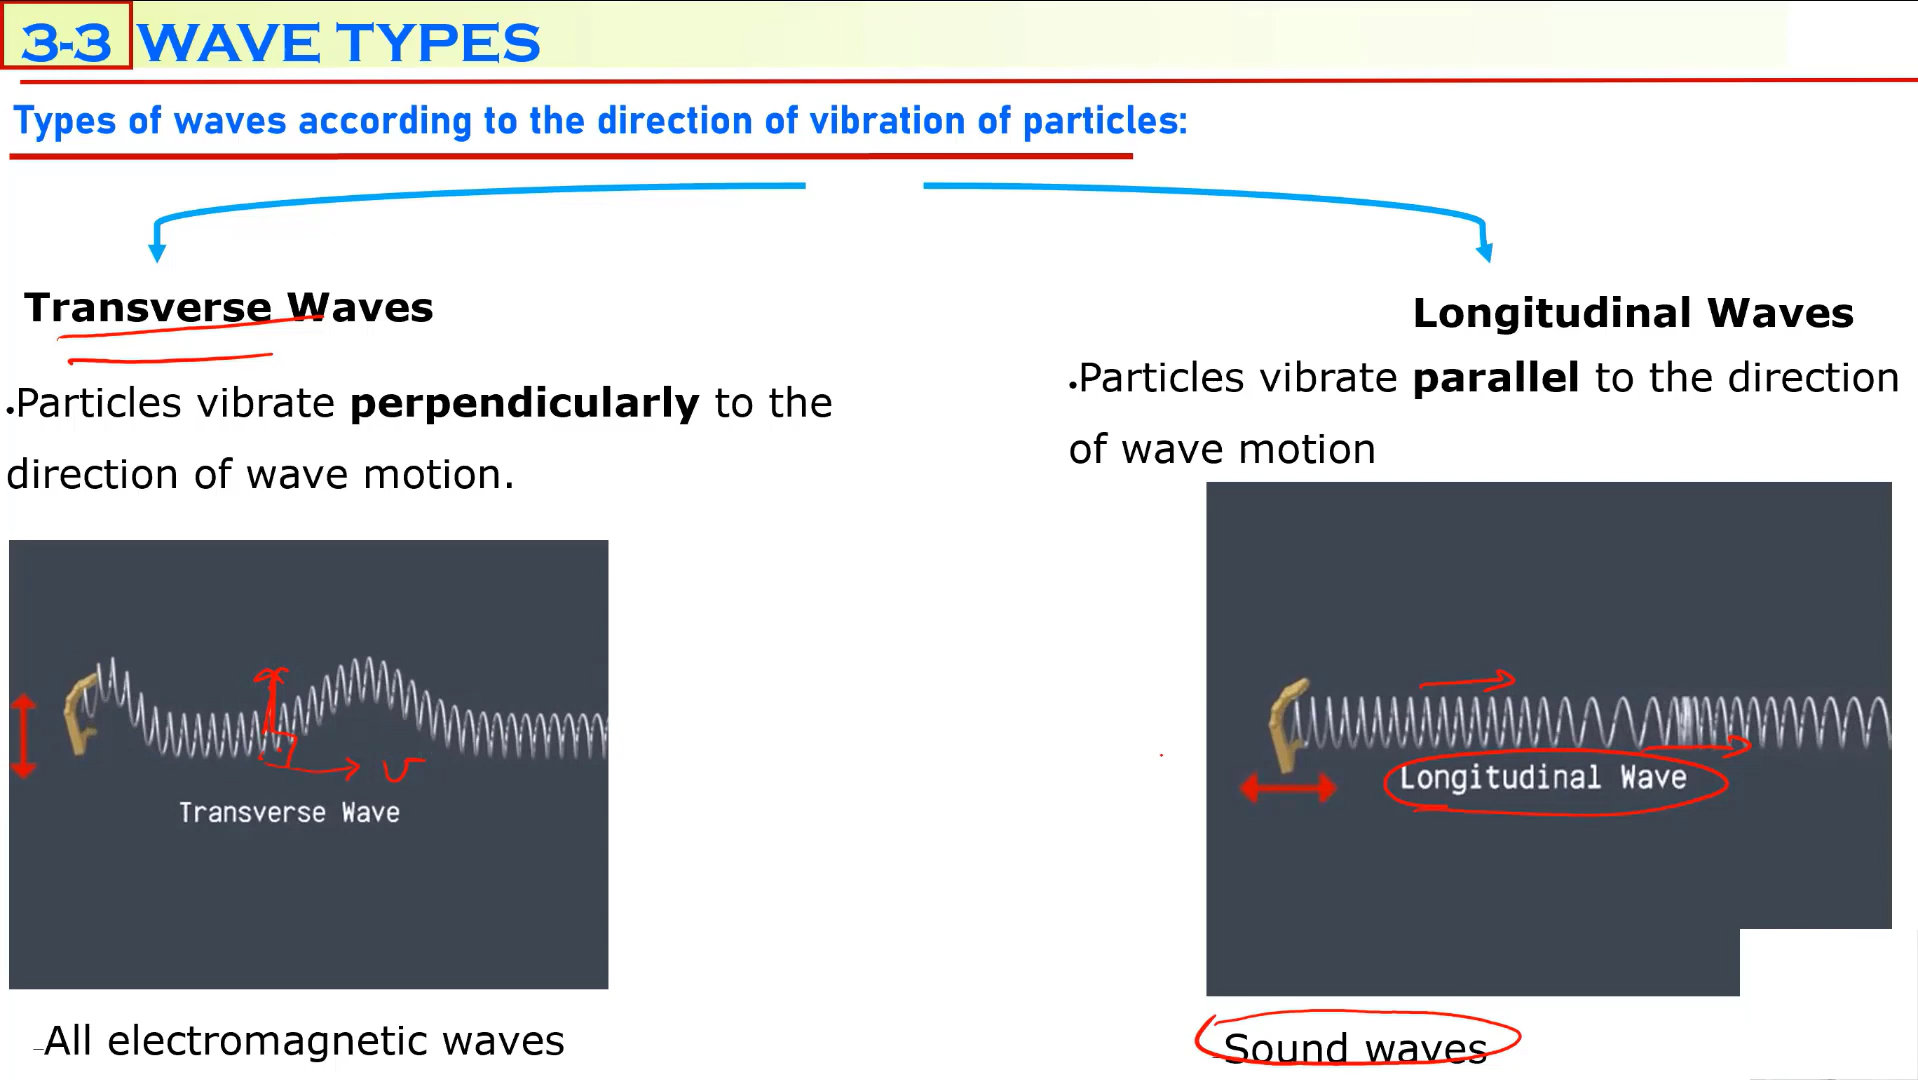 3-3 WAVE TYPES
Types of waves according to the direction of vibration of particles:
Transverse Waves
•Particles vibrate perpendicularly to the
direction of wave motion.
v
Transverse Wave
–All electromagnetic waves
Longitudinal Waves
•Particles vibrate parallel to the direction
of wave motion
Longitudinal Wave
-Sound waves